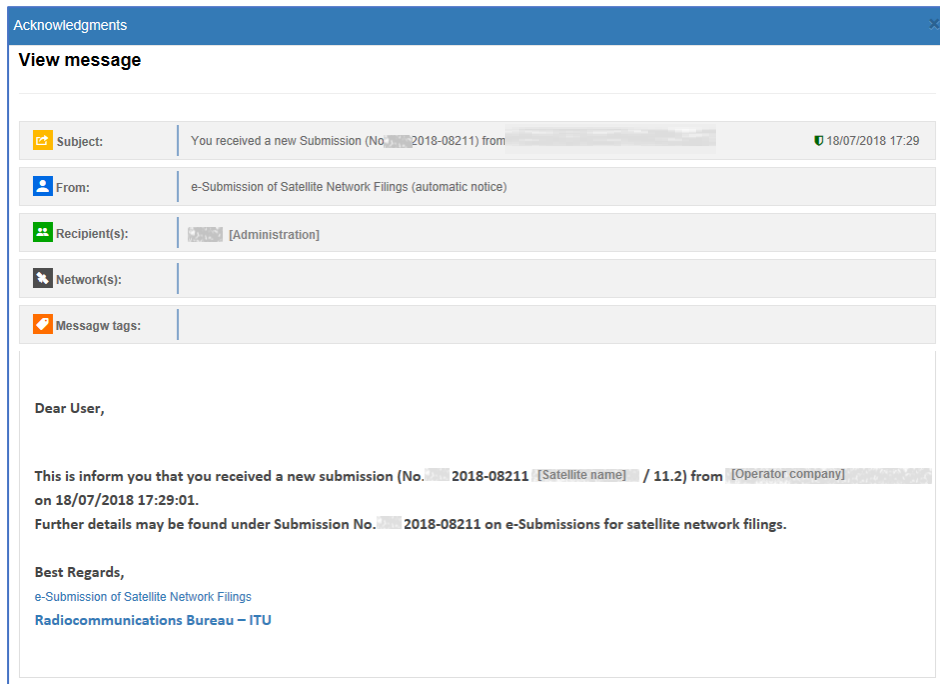 Acknowledgments ×
View message
Subject: You received a new Submission (No 2018-08211) from 18/07/2018 17:29
From: e-Submission of Satellite Network Filings (automatic notice)
Recipient(s): [Administration]
Network(s):
Messagw tags:
Dear User,
This is inform you that you received a new submission (No. 2018-08211 [Satellite name] / 11.2) from [Operator company]
on 18/07/2018 17:29:01.
Further details may be found under Submission No. 2018-08211 on e-Submissions for satellite network filings.
Best Regards,
e-Submission of Satellite Network Filings
Radiocommunications Bureau – ITU